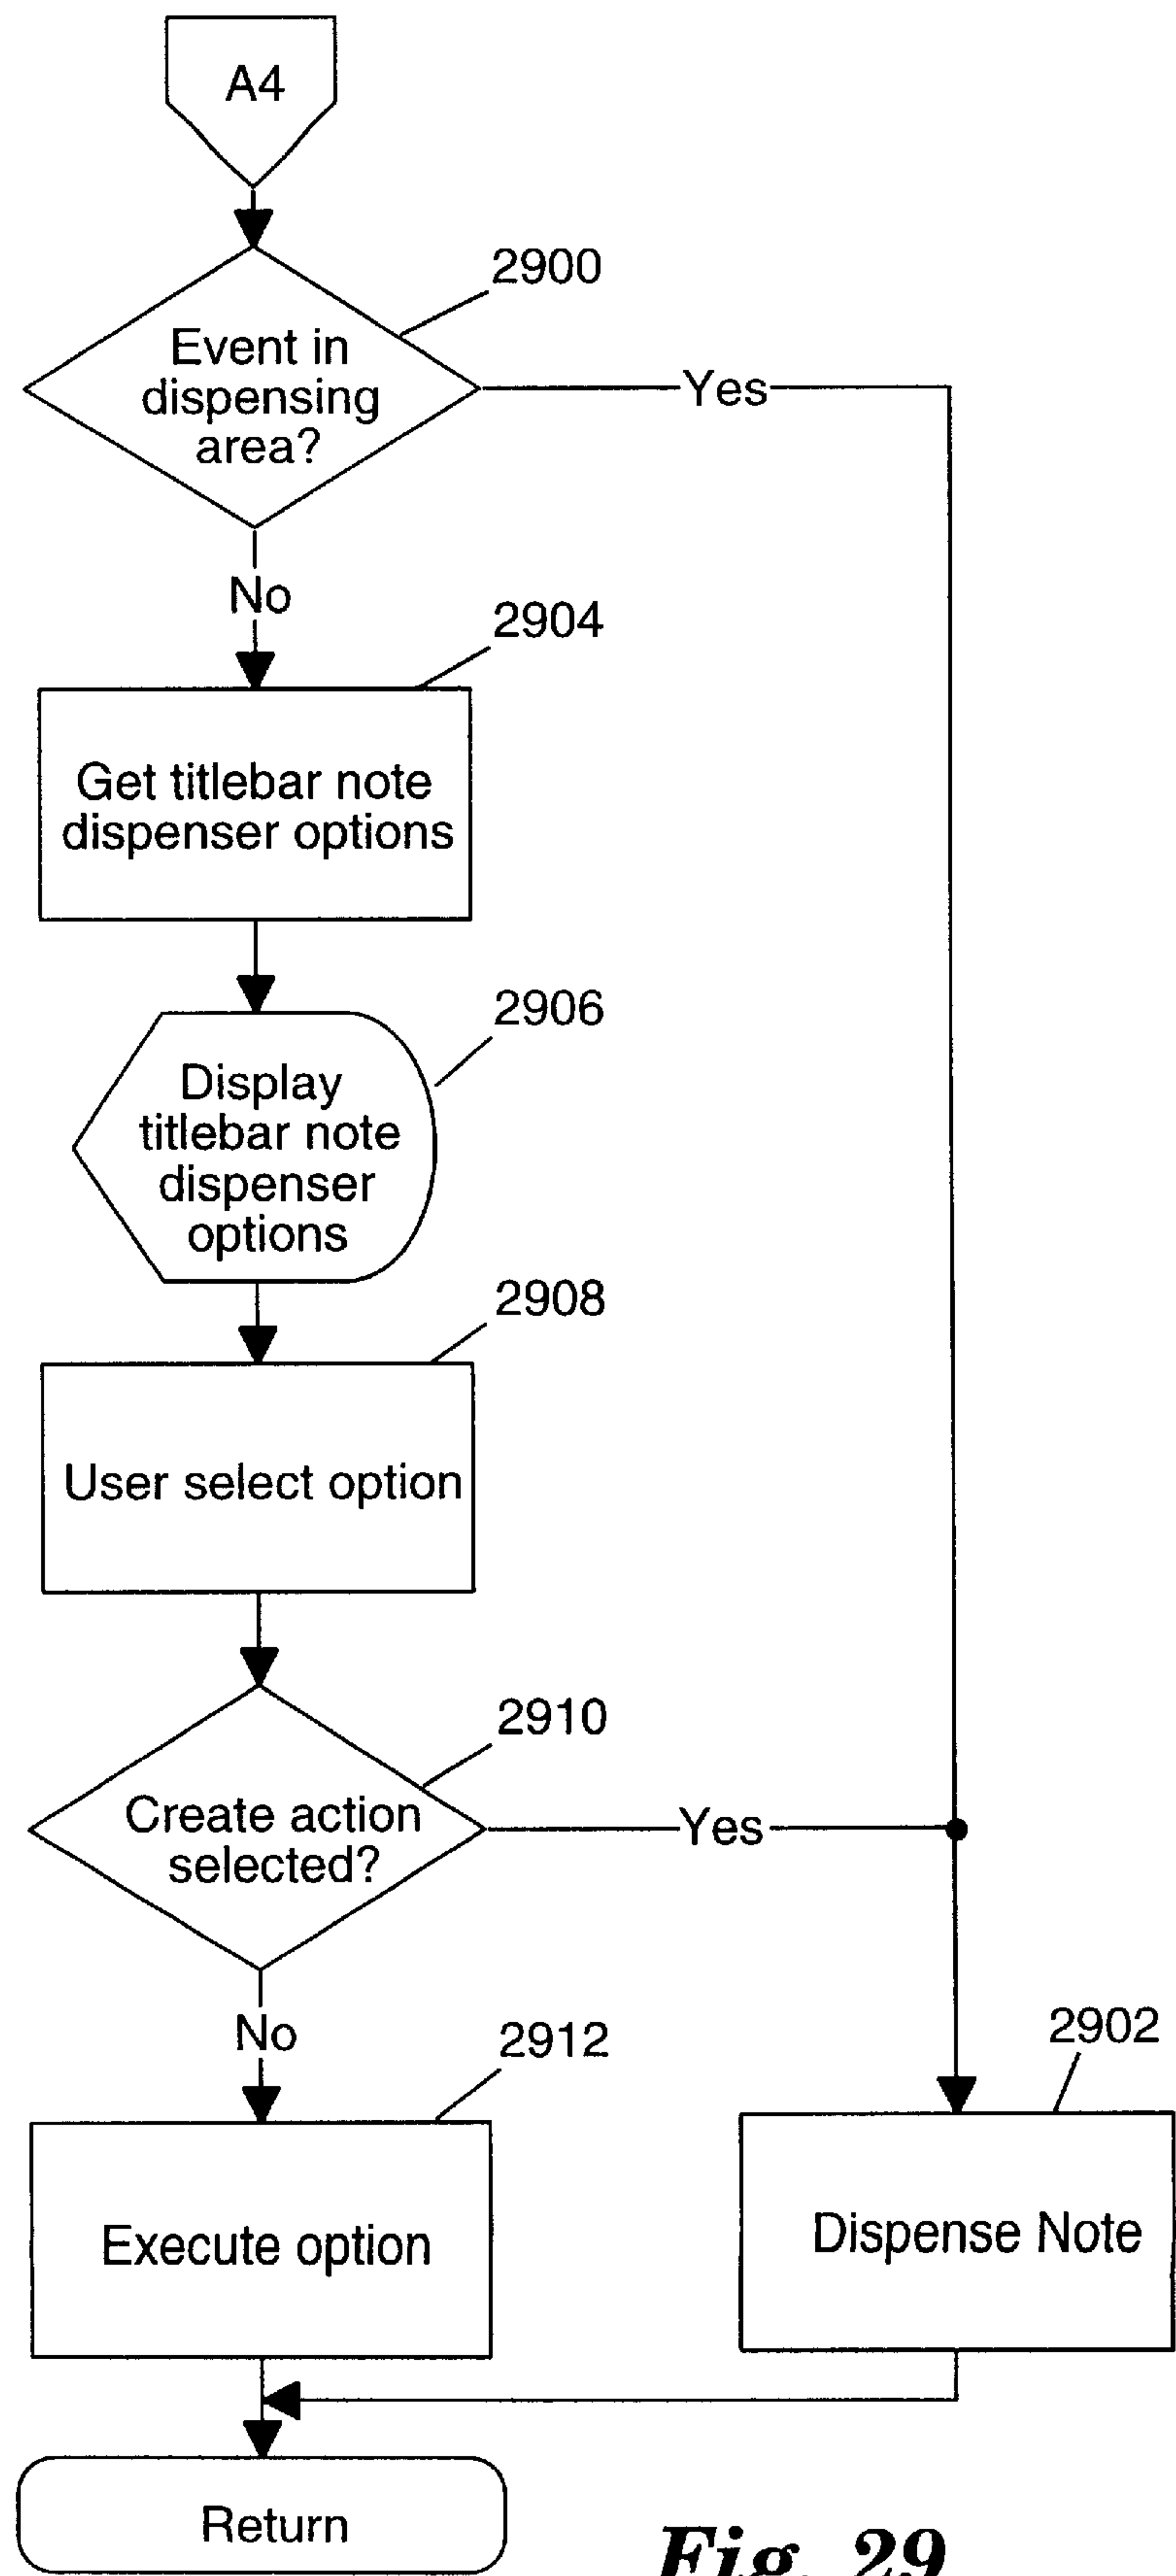 A4
2900
Event in
dispensing
area?
Yes
No
2904
Get titlebar note
dispenser options
2906
Display
titlebar note
dispenser
options
2908
User select option
2910
Create action
selected?
Yes
No
2912
2902
Execute option
Dispense Note
Return
Fig. 29